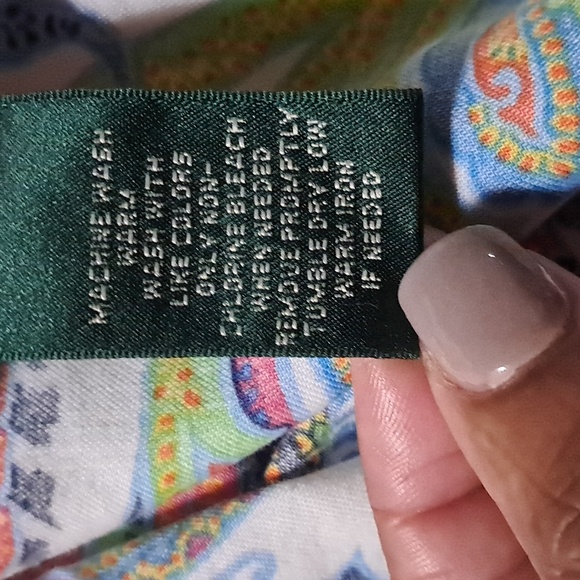 MACHINE WASH
WARM
WASH WITH
LIKE COLORS
ONLY NON-
CHLORINE BLEACH
WHEN NEEDED
REMOVE PROMPTLY
TUMBLE DRY LOW
WARM IRON
IF NEEDED